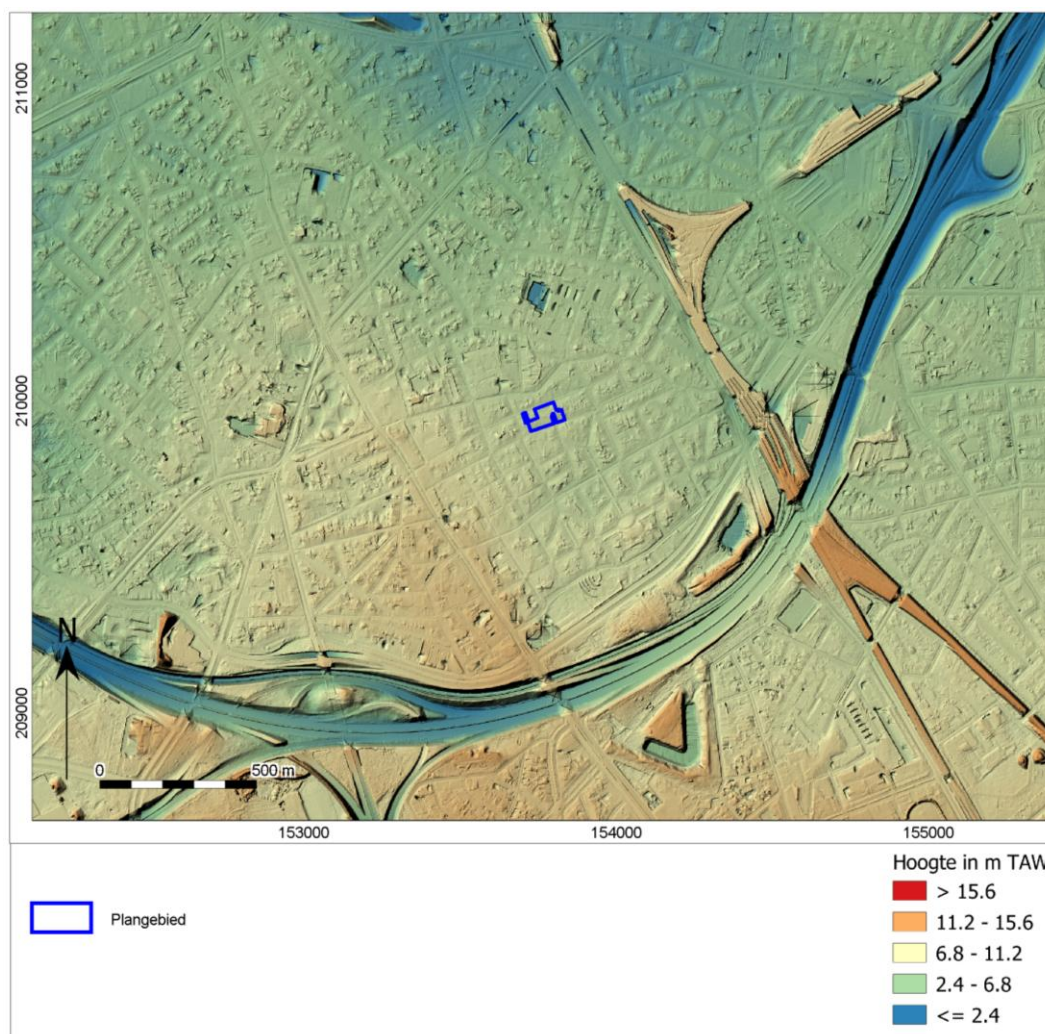 211000
210000
209000
N
0
500 m
153000
154000
155000
Plangebied
Hoogte in m TAW
> 15.6
11.2 - 15.6
6.8 - 11.2
2.4 - 6.8
<= 2.4